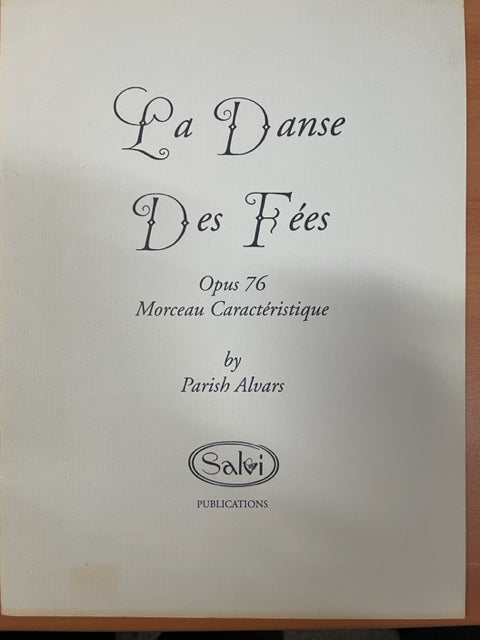 La Danse
Des Fées
Opus 76
Morceau Caractéristique
by
Parish Alvars
Salvi
PUBLICATIONS